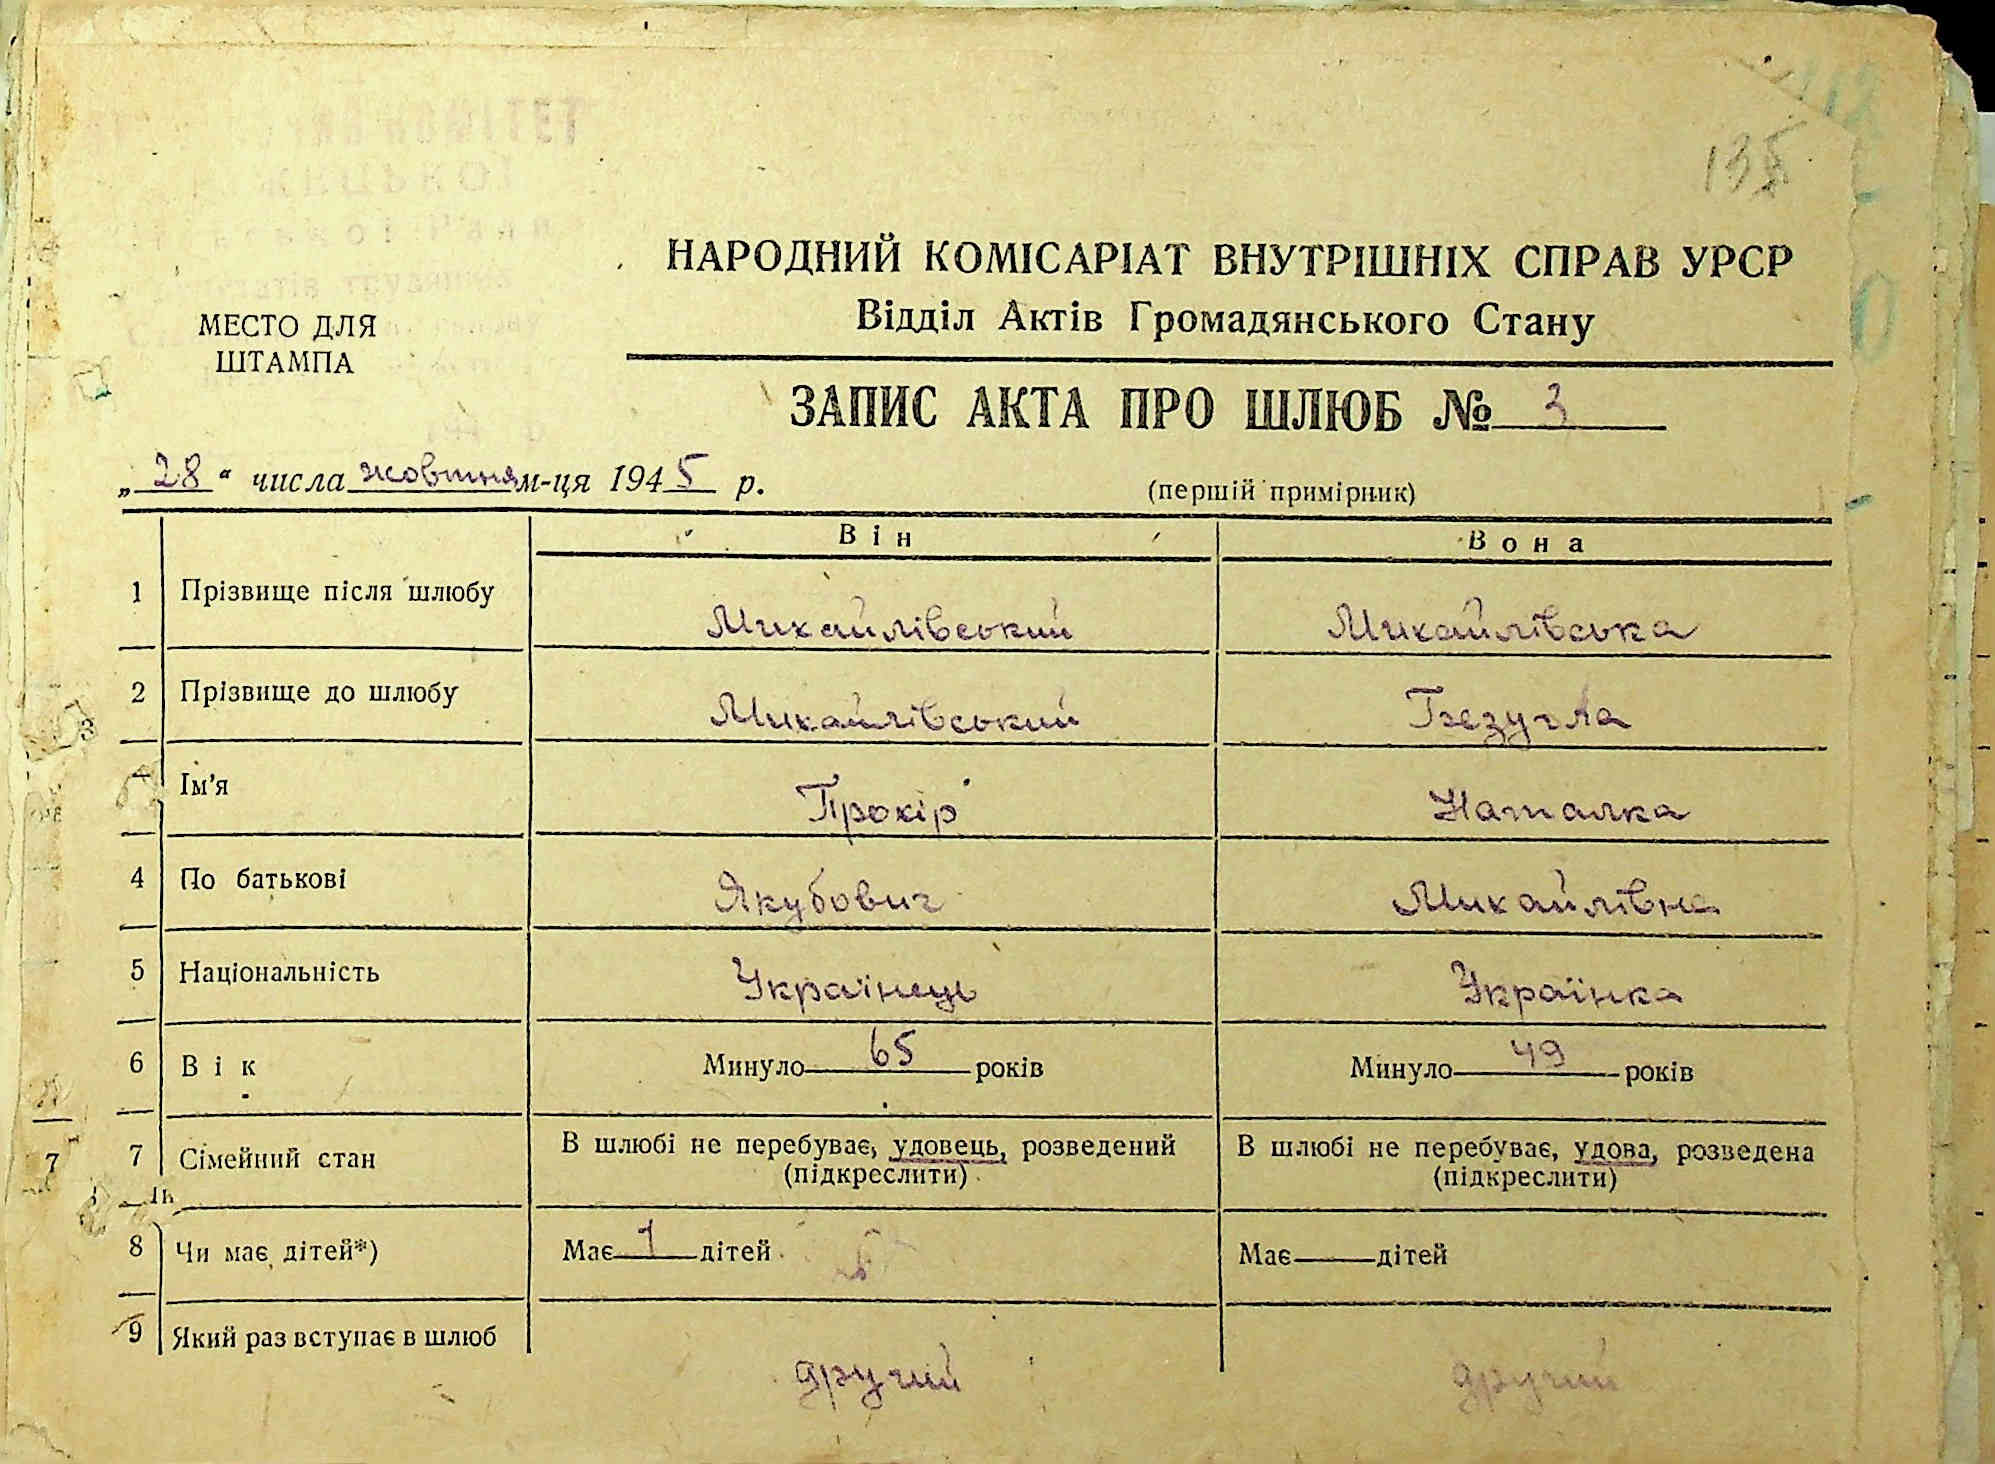 135
НАРОДНИЙ КОМІСАРІАТ ВНУТРІШНІХ СПРАВ УРСР
Відділ Актів Громадянського Стану
МЕСТО ДЛЯ
ШТАМПА
ЗАПИС АКТА ПРО ШЛЮБ № 3
„28“ числа жовтня м-ця 1945 р.
(першій примірник)
Він Вона
1 Прізвище після шлюбу Михайлівський Михайлівська
2 Прізвище до шлюбу Михайлівський Безугла
Ім'я Прокір Наталка
4 По батькові Якубович Михайлівна
5 Національність Українець Українка
6 Вік Минуло 65 років Минуло 49 років
7 Сімейний стан В шлюбі не перебуває, удовець, розведений В шлюбі не перебуває, удова, розведена
(підкреслити) (підкреслити)
8 Чи має дітей*) Має 1 дітей Має — дітей
9 Який раз вступає в шлюб другий другий